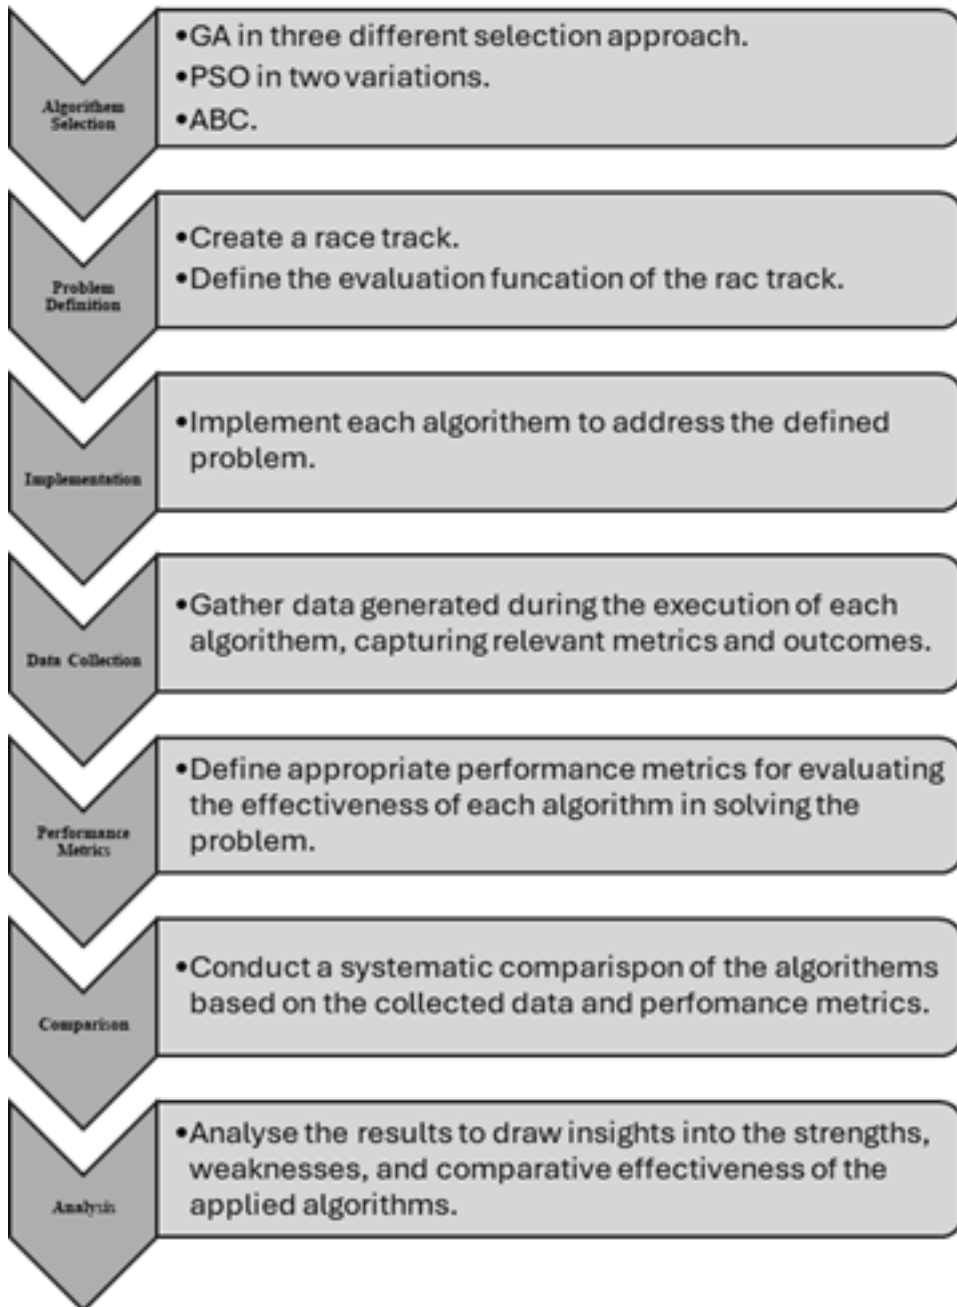 •GA in three different selection approach.
•PSO in two variations.
•ABC.
Algorithem
Selection
•Create a race track.
•Define the evaluation funcation of the rac track.
Problem
Definition
•Implement each algorithem to address the defined
problem.
Implementation
•Gather data generated during the execution of each
algorithem, capturing relevant metrics and outcomes.
Data Collection
•Define appropriate performance metrics for evaluating
the effectiveness of each algorithm in solving the
problem.
Performance
Metrics
•Conduct a systematic comparispon of the algorithems
based on the collected data and perfomance metrics.
Comparison
•Analyse the results to draw insights into the strengths,
weaknesses, and comparative effectiveness of the
applied algorithms.
Analysis